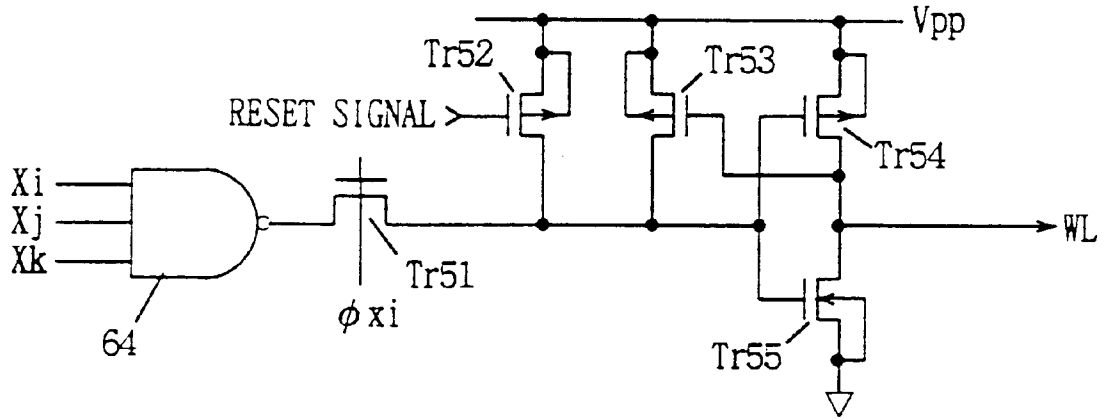 Vpp
Tr52
Tr53
RESET SIGNAL
Tr54
Xi
Xj
Xk
WL
Tr51
ϕxi
64
Tr55